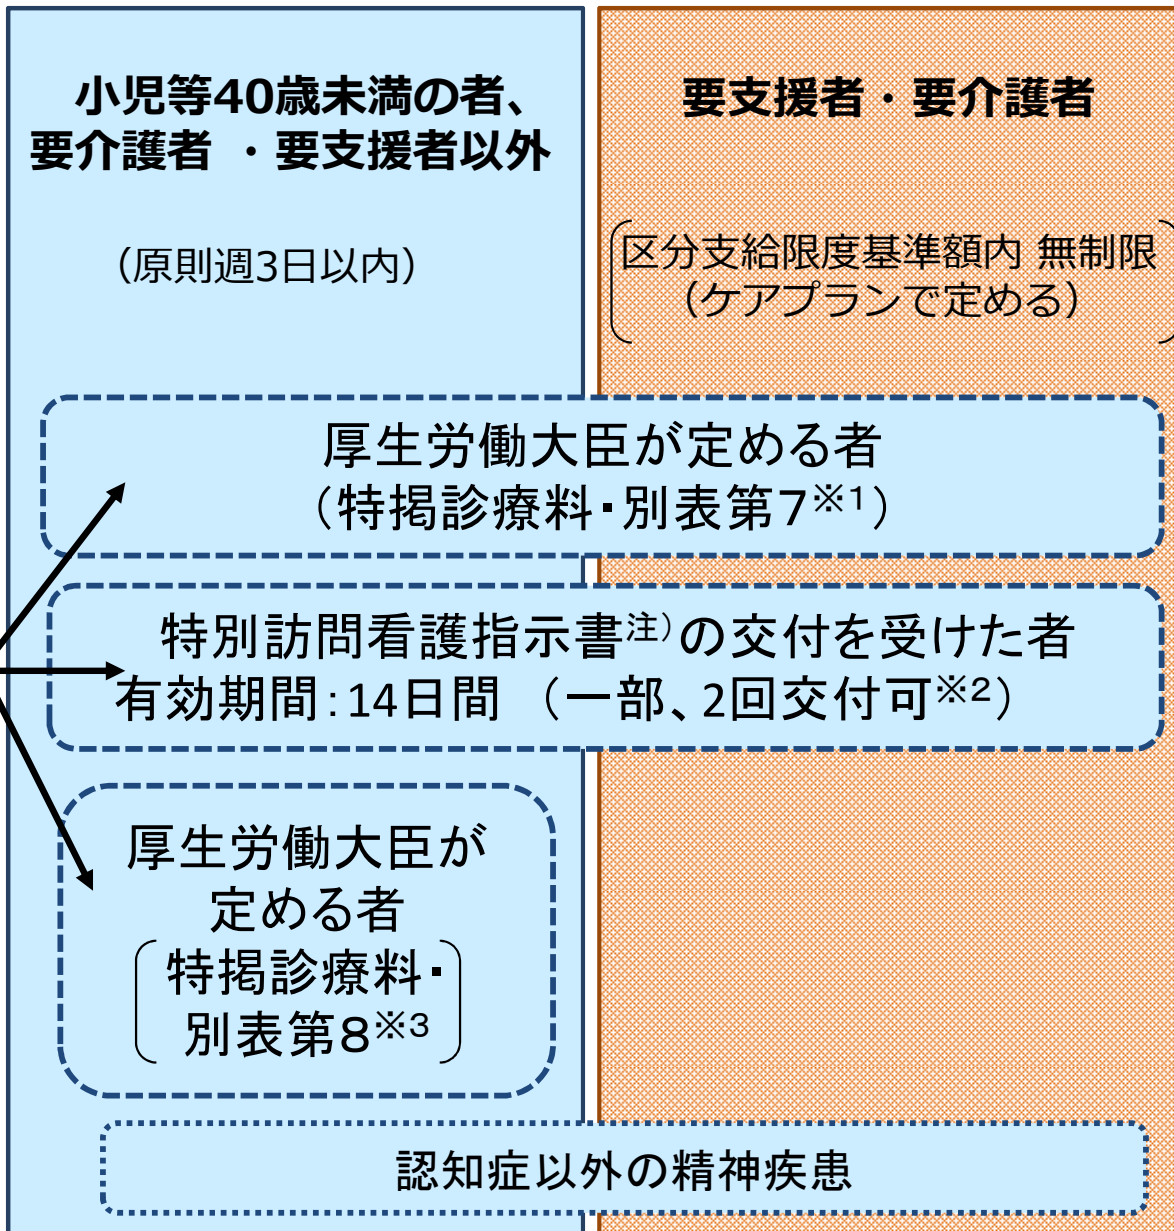 小児等40歳未満の者、
要介護者 ・要支援者以外
（原則週3日以内）
要支援者・要介護者
区分支給限度基準額内 無制限
（ケアプランで定める）
厚生労働大臣が定める者
（特掲診療料・別表第7※1）
特別訪問看護指示書注）の交付を受けた者
有効期間：14日間 （一部、2回交付可※2）
厚生労働大臣が
定める者
特掲診療料・
別表第8※3
認知症以外の精神疾患